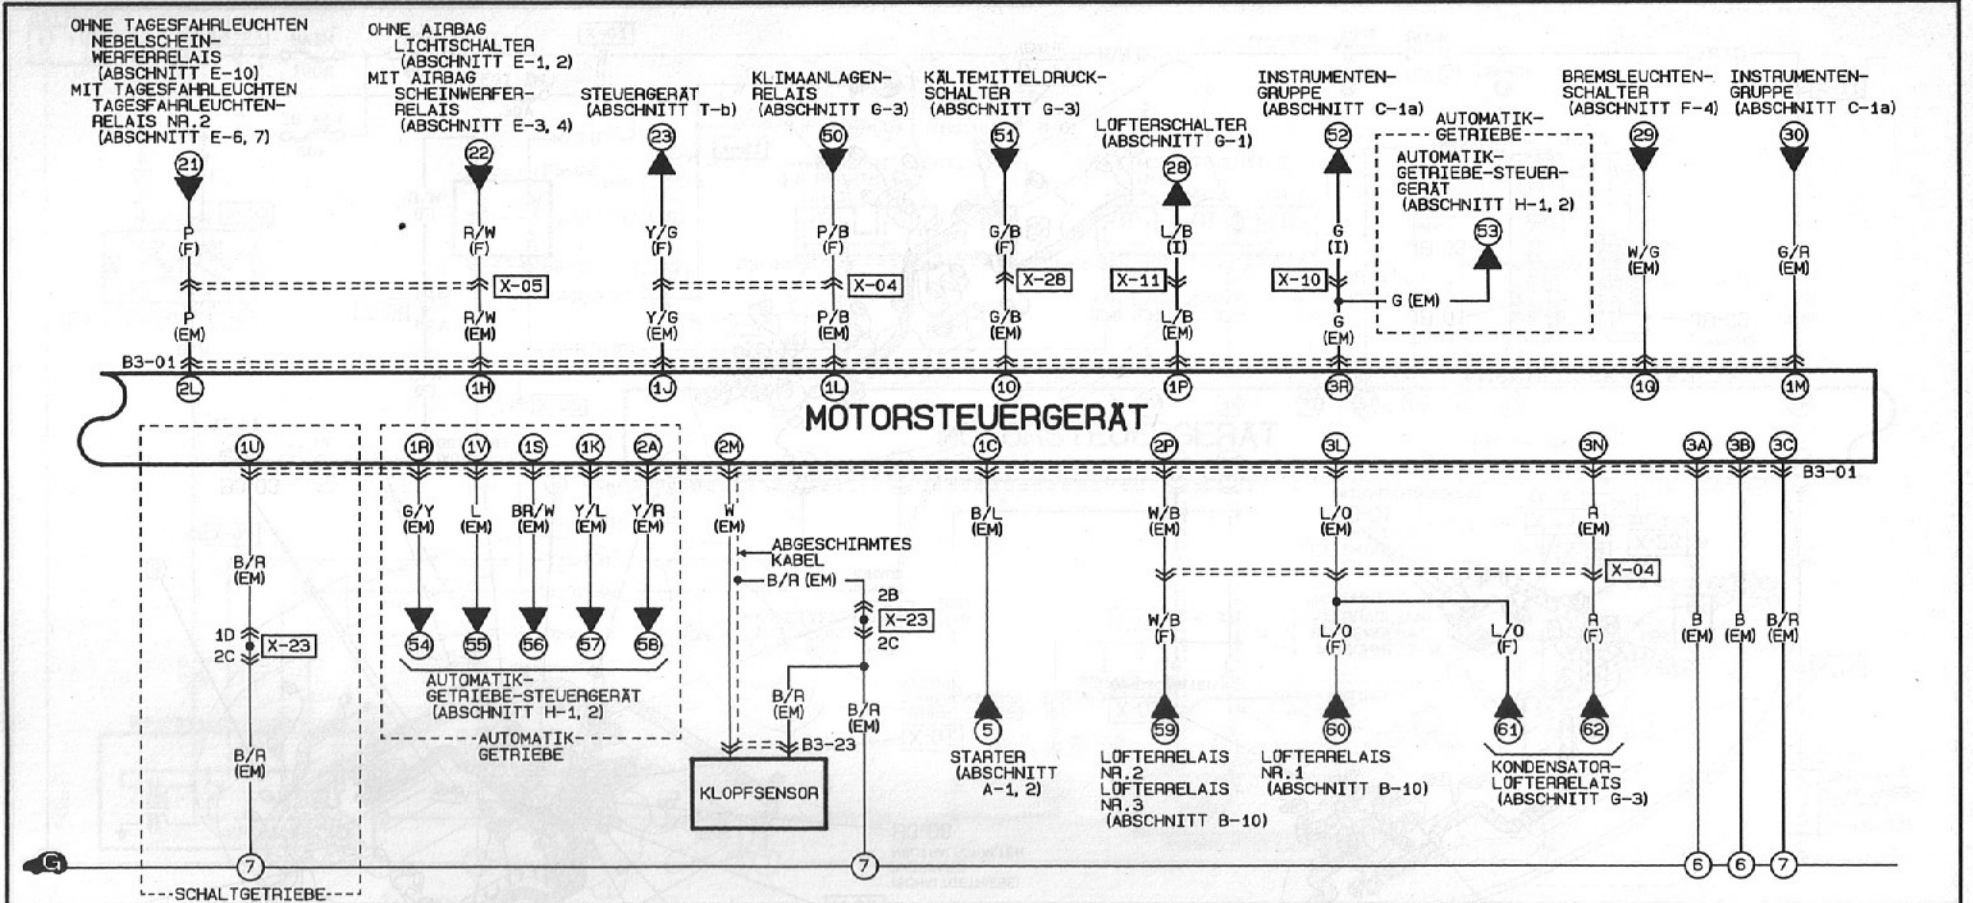 OHNE TAGESFAHRLEUCHTEN
NEBELSCHEIN-
WERFERRELAIS
(ABSCHNITT E-10)
MIT TAGESFAHRLEUCHTEN
TAGESFAHRLEUCHTEN-
RELAIS NR.2
(ABSCHNITT E-6, 7)
21
OHNE AIRBAG
LICHTSCHALTER
(ABSCHNITT E-1, 2)
MIT AIRBAG
SCHEINWERFER-
RELAIS
(ABSCHNITT E-3, 4)
22
STEUERGERÄT
(ABSCHNITT T-b)
23
KLIMAANLAGEN-
RELAIS
(ABSCHNITT G-3)
50
KÄLTEMITTELDRUCK-
SCHALTER
(ABSCHNITT G-3)
51
LÖFTERSCHALTER
(ABSCHNITT G-1)
28
INSTRUMENTEN-
GRUPPE
(ABSCHNITT C-1a)
52
AUTOMATIK-
GETRIEBE
AUTOMATIK-
GETRIEBE-STEUER-
GERÄT
(ABSCHNITT H-1, 2)
53
BREMSLEUCHTEN-
SCHALTER
(ABSCHNITT F-4)
29
INSTRUMENTEN-
GRUPPE
(ABSCHNITT C-1a)
30
P R/W Y/G P/B G/B L/B G
(F) (F) (F) (F) (F) (I) (I)
W/G G/R
(EM) (EM)
X-05 X-04 X-28 X-11 X-10
G (EM)
P R/W Y/G P/B G/B L/B G
(EM) (EM) (EM) (EM) (EM) (EM) (EM)
B3-01
2L 1H 1J 1L 1O 1P 3R 1Q 1M
MOTORSTEUERGERÄT
1U 1R 1V 1S 1K 2A 2M 1C 2P 3L 3N 3A 3B 3C
B3-01
G/Y L BR/W Y/L Y/R W B/L W/B L/O R
(EM) (EM) (EM) (EM) (EM) (EM) (EM) (EM) (EM) (EM)
B/R
(EM)
ABGESCHIRMTES
KABEL
B/R (EM)
X-04
2B
X-23
2C
1D
X-23
2C
54 55 56 57 58
W/B L/O L/O R B B B/R
(F) (F) (F) (F) (EM) (EM) (EM)
AUTOMATIK-
GETRIEBE-STEUERGERÄT
(ABSCHNITT H-1, 2)
AUTOMATIK-
GETRIEBE
B/R
(EM)
B/R
(EM)
B/R
(EM)
B3-23
KLOPFSENSOR
5
STARTER
(ABSCHNITT
A-1, 2)
59
LÖFTERRELAIS
NR.2
LÖFTERRELAIS
NR.3
(ABSCHNITT B-10)
60
LÖFTERRELAIS
NR.1
(ABSCHNITT B-10)
61 62
KONDENSATOR-
LÖFTERRELAIS
(ABSCHNITT G-3)
G 7 7 6 6 7
SCHALTGETRIEBE